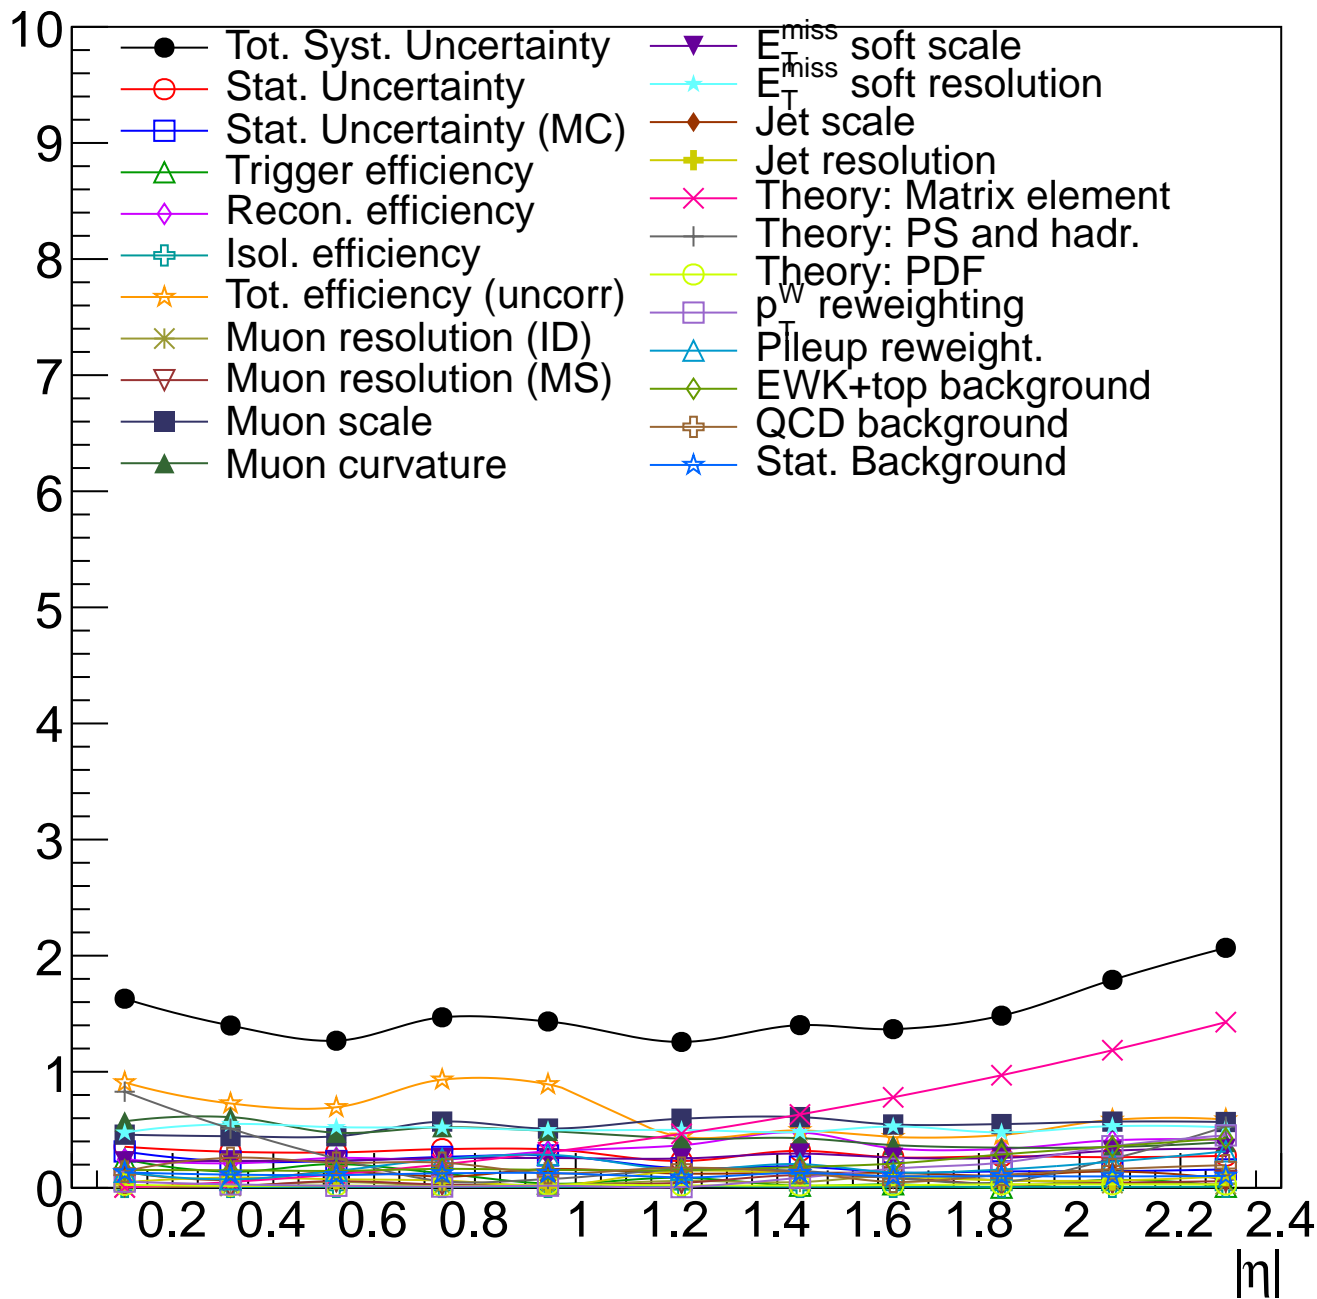 10
9
8
7
6
5
4
3
2
1
0
Tot. Syst. Uncertainty
Stat. Uncertainty
Stat. Uncertainty (MC)
Trigger efficiency
Recon. efficiency
Isol. efficiency
Tot. efficiency (uncorr)
Muon resolution (ID)
Muon resolution (MS)
Muon scale
Muon curvature
E_T^miss soft scale
E_T^miss soft resolution
Jet scale
Jet resolution
Theory: Matrix element
Theory: PS and hadr.
Theory: PDF
p_T^W reweighting
Pileup reweight.
EWK+top background
QCD background
Stat. Background
0 0.2 0.4 0.6 0.8 1 1.2 1.4 1.6 1.8 2 2.2 2.4
|η|